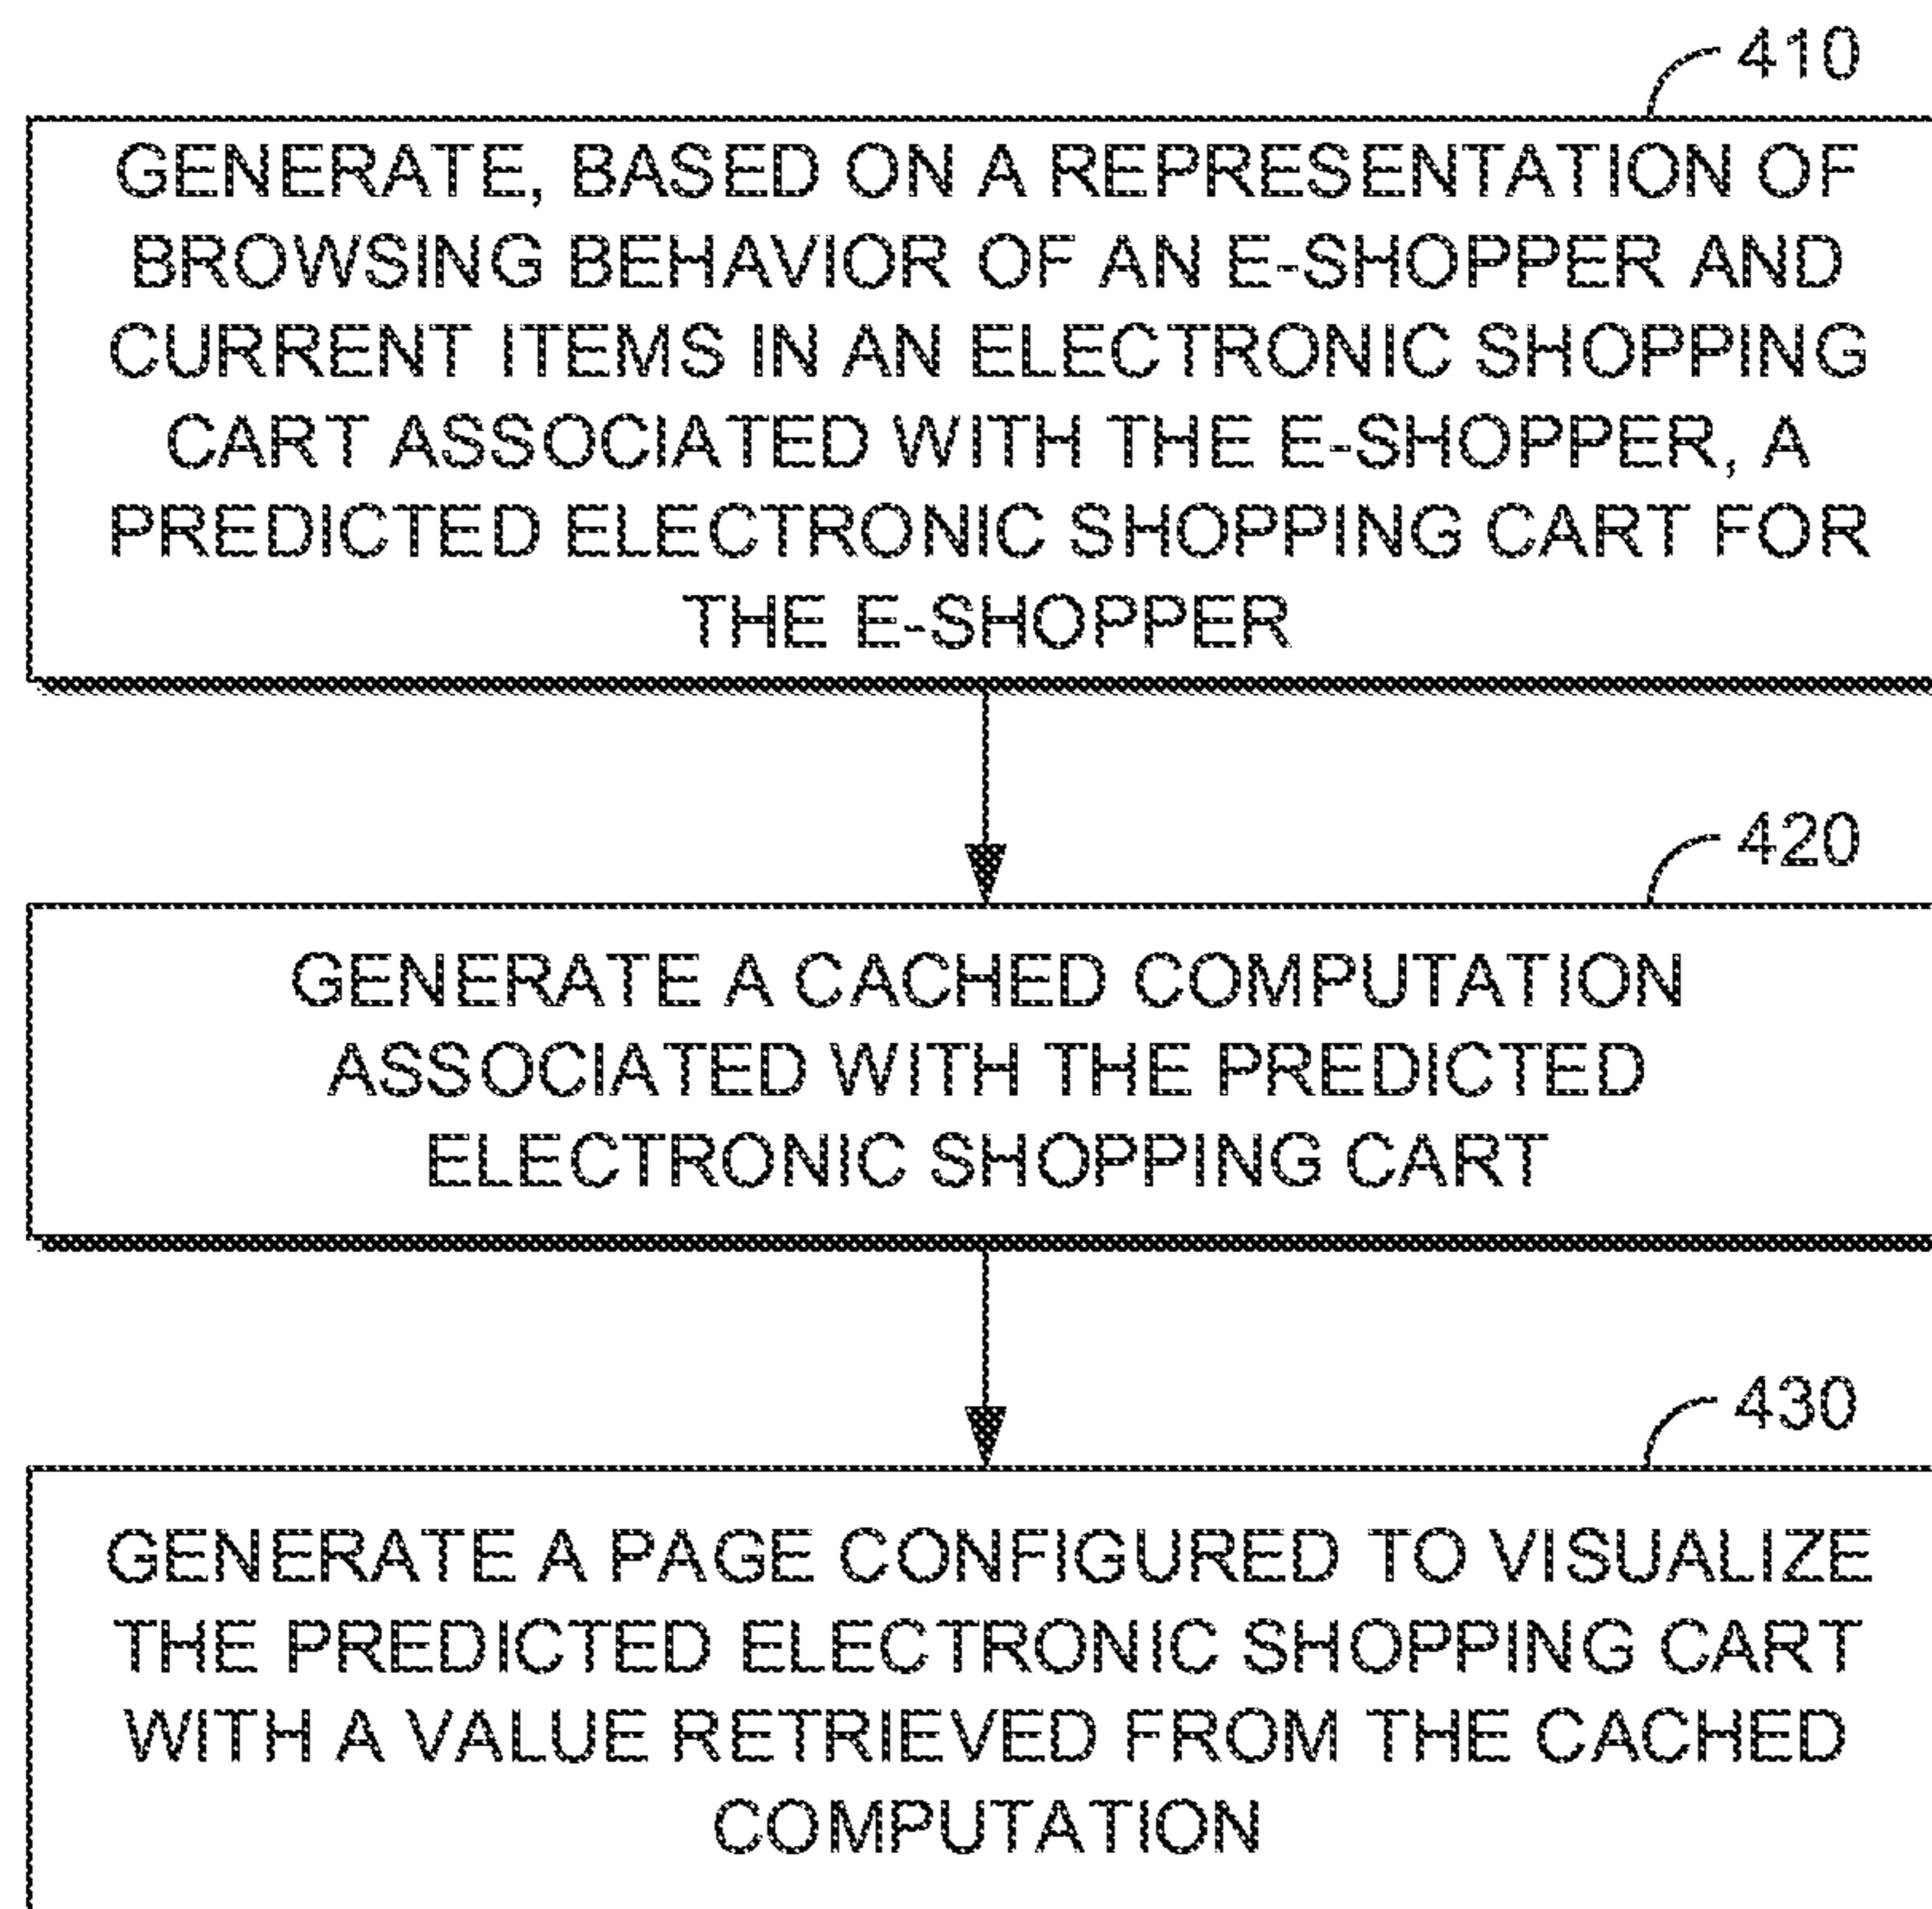 410
GENERATE, BASED ON A REPRESENTATION OF
BROWSING BEHAVIOR OF AN E-SHOPPER AND
CURRENT ITEMS IN AN ELECTRONIC SHOPPING
CART ASSOCIATED WITH THE E-SHOPPER, A
PREDICTED ELECTRONIC SHOPPING CART FOR
THE E-SHOPPER
420
GENERATE A CACHED COMPUTATION
ASSOCIATED WITH THE PREDICTED
ELECTRONIC SHOPPING CART
430
GENERATE A PAGE CONFIGURED TO VISUALIZE
THE PREDICTED ELECTRONIC SHOPPING CART
WITH A VALUE RETRIEVED FROM THE CACHED
COMPUTATION